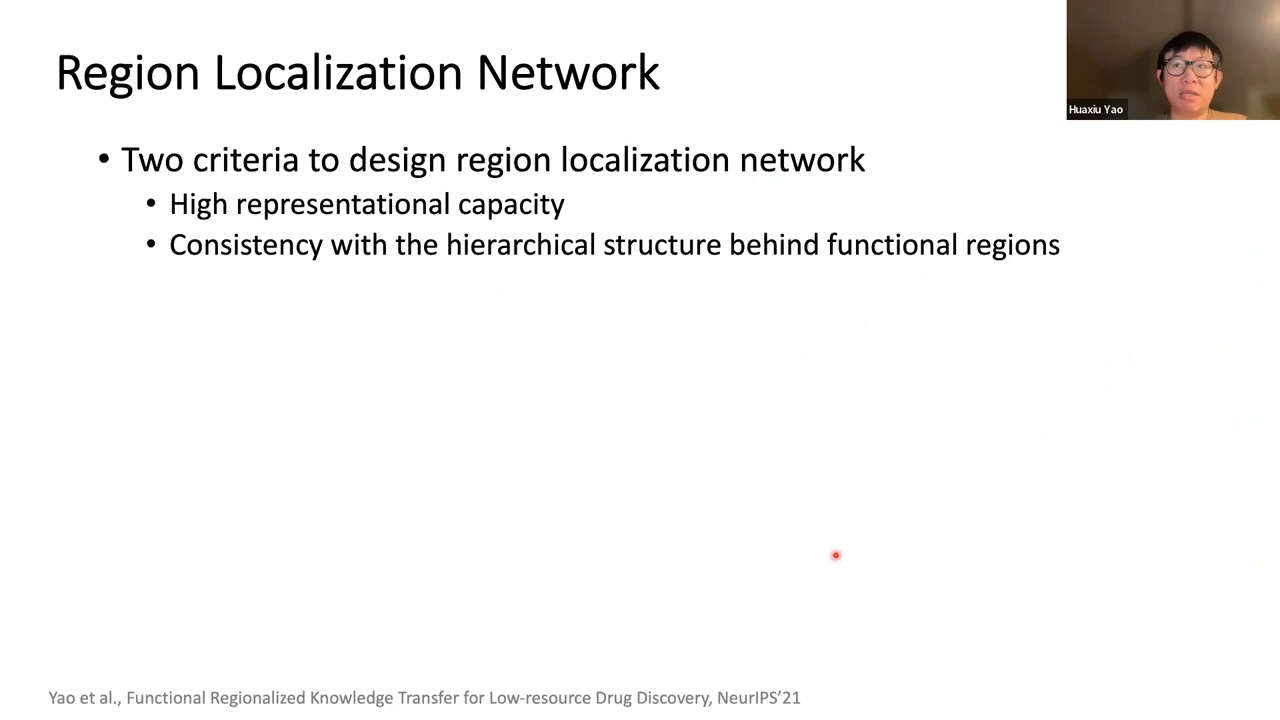 Region Localization Network
Huaxiu Yao
• Two criteria to design region localization network
• High representational capacity
• Consistency with the hierarchical structure behind functional regions
Yao et al., Functional Regionalized Knowledge Transfer for Low-resource Drug Discovery, NeurIPS’21